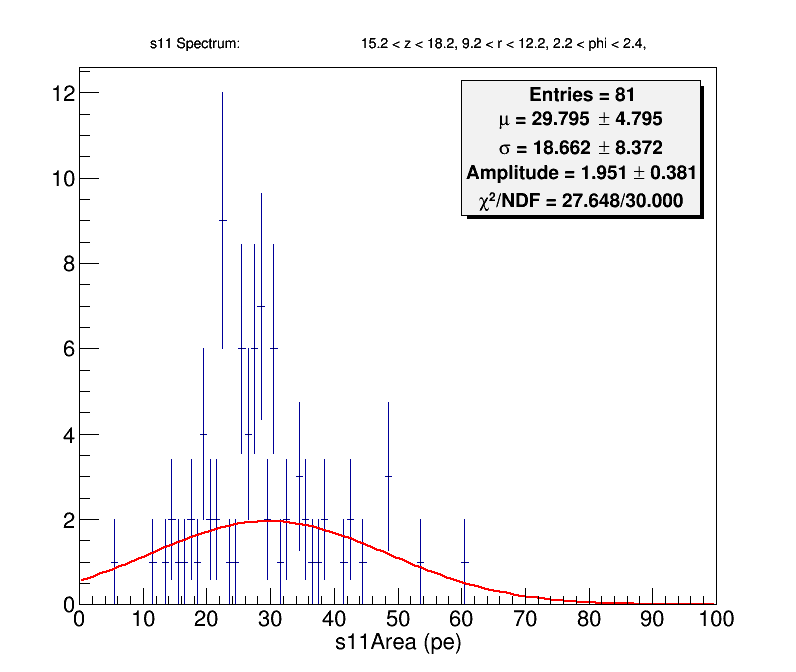 s11 Spectrum: 15.2 < z < 18.2, 9.2 < r < 12.2, 2.2 < phi < 2.4,
Entries = 81
μ = 29.795 ± 4.795
σ = 18.662 ± 8.372
Amplitude = 1.951 ± 0.381
χ²/NDF = 27.648/30.000
12
10
8
6
4
2
0
0 10 20 30 40 50 60 70 80 90 100
s11Area (pe)